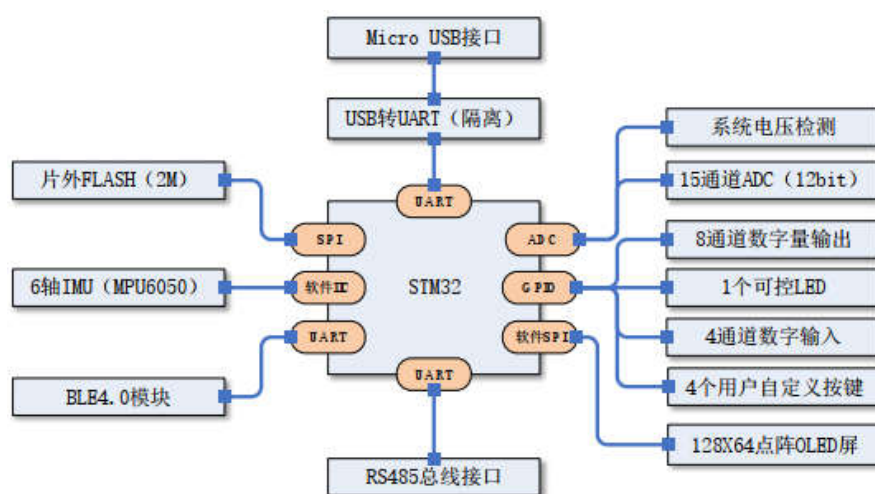 Micro USB接口
USB转UART（隔离）
系统电压检测
片外FLASH（2M）
15通道ADC（12bit）
UART
SPI
ADC
8通道数字量输出
6轴IMU（MPU6050）
软件IIC
STM32
GPIO
1个可控LED
UART
软件SPI
4通道数字输入
UART
BLE4.0模块
4个用户自定义按键
128X64点阵OLED屏
RS485总线接口